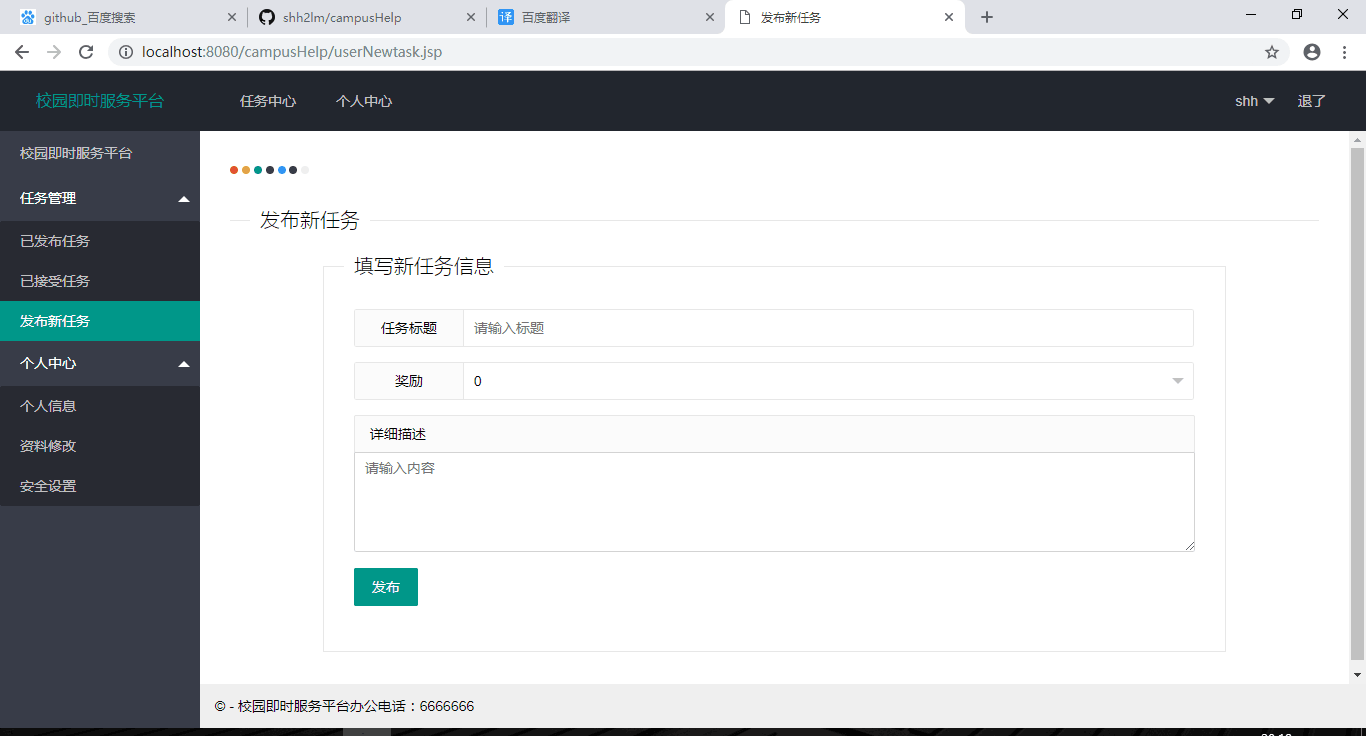 github_百度搜索
shh2lm/campusHelp
译 百度翻译
发布新任务
localhost:8080/campusHelp/userNewtask.jsp
校园即时服务平台
任务中心
个人中心
shh
退了
校园即时服务平台
任务管理
已发布任务
已接受任务
发布新任务
个人中心
个人信息
资料修改
安全设置
发布新任务
填写新任务信息
任务标题
请输入标题
奖励
0
详细描述
请输入内容
发布
© - 校园即时服务平台办公电话：6666666